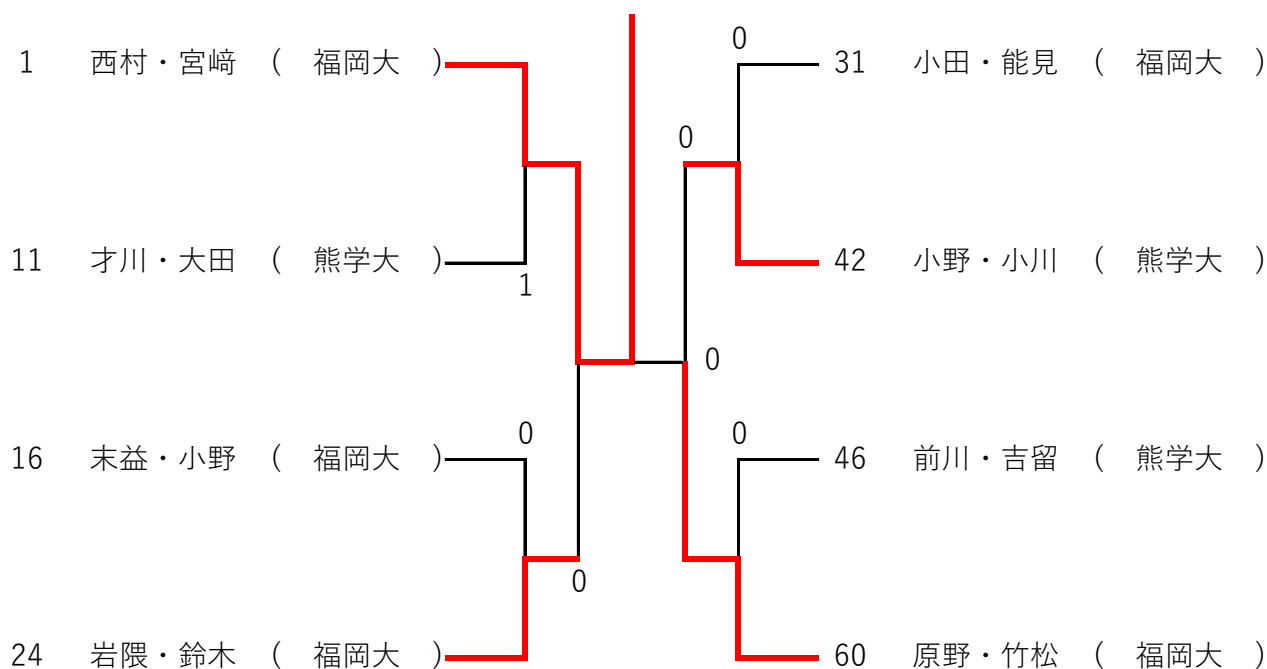 0
1 西村・宮﨑 ( 福岡大 ) 31 小田・能見 ( 福岡大 )
0
11 才川・大田 ( 熊学大 ) 42 小野・小川 ( 熊学大 )
1
0
0 0
16 末益・小野 ( 福岡大 ) 46 前川・吉留 ( 熊学大 )
0
24 岩隈・鈴木 ( 福岡大 ) 60 原野・竹松 ( 福岡大 )